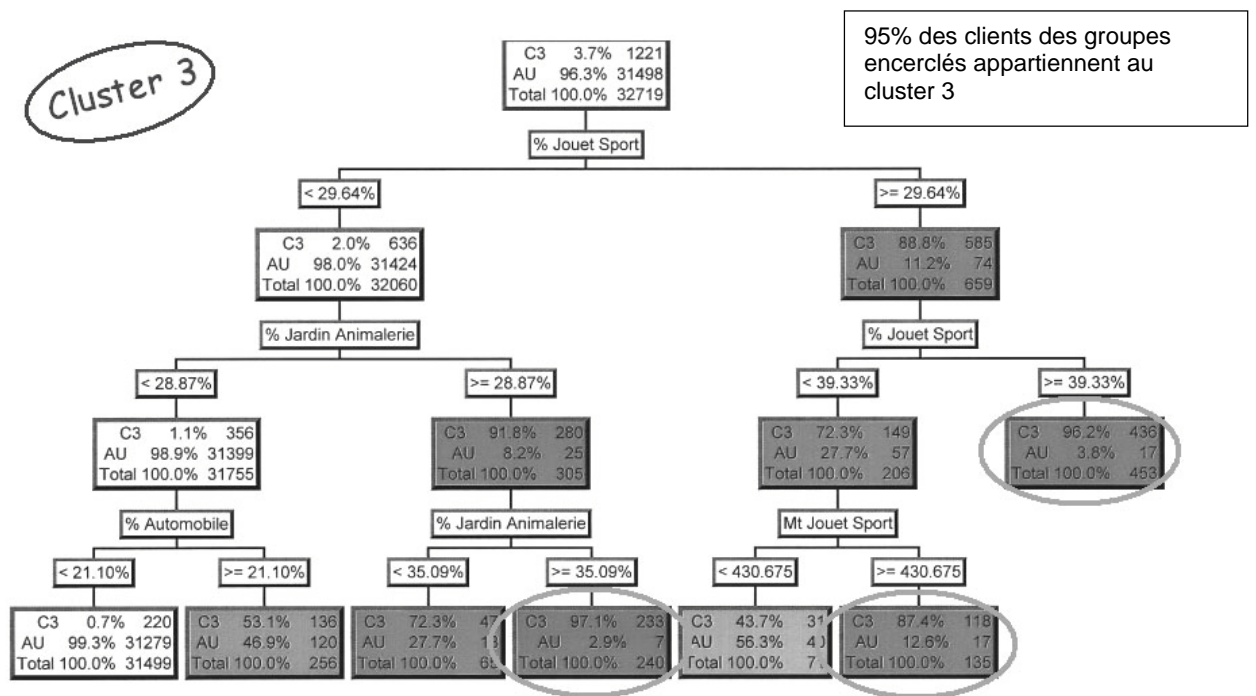 Cluster 3
C3 3.7% 1221
AU 96.3% 31498
Total 100.0% 32719
95% des clients des groupes
encerclés appartiennent au
cluster 3
% Jouet Sport
< 29.64%
>= 29.64%
C3 2.0% 636
AU 98.0% 31424
Total 100.0% 32060
C3 88.8% 585
AU 11.2% 74
Total 100.0% 659
% Jardin Animalerie
% Jouet Sport
< 28.87%
>= 28.87%
< 39.33%
>= 39.33%
C3 1.1% 356
AU 98.9% 31399
Total 100.0% 31755
C3 91.8% 280
AU 8.2% 25
Total 100.0% 305
C3 72.3% 149
AU 27.7% 57
Total 100.0% 206
C3 96.2% 436
AU 3.8% 17
Total 100.0% 453
% Automobile
% Jardin Animalerie
Mt Jouet Sport
< 21.10%
>= 21.10%
< 35.09%
>= 35.09%
< 430.675
>= 430.675
C3 0.7% 220
AU 99.3% 31279
Total 100.0% 31499
C3 53.1% 136
AU 46.9% 120
Total 100.0% 256
C3 72.3% 47
AU 27.7%
Total 100.0%
C3 97.1% 233
AU 2.9% 7
Total 100.0% 240
C3 43.7% 31
AU 56.3%
Total 100.0%
C3 87.4% 118
AU 12.6% 17
Total 100.0% 135